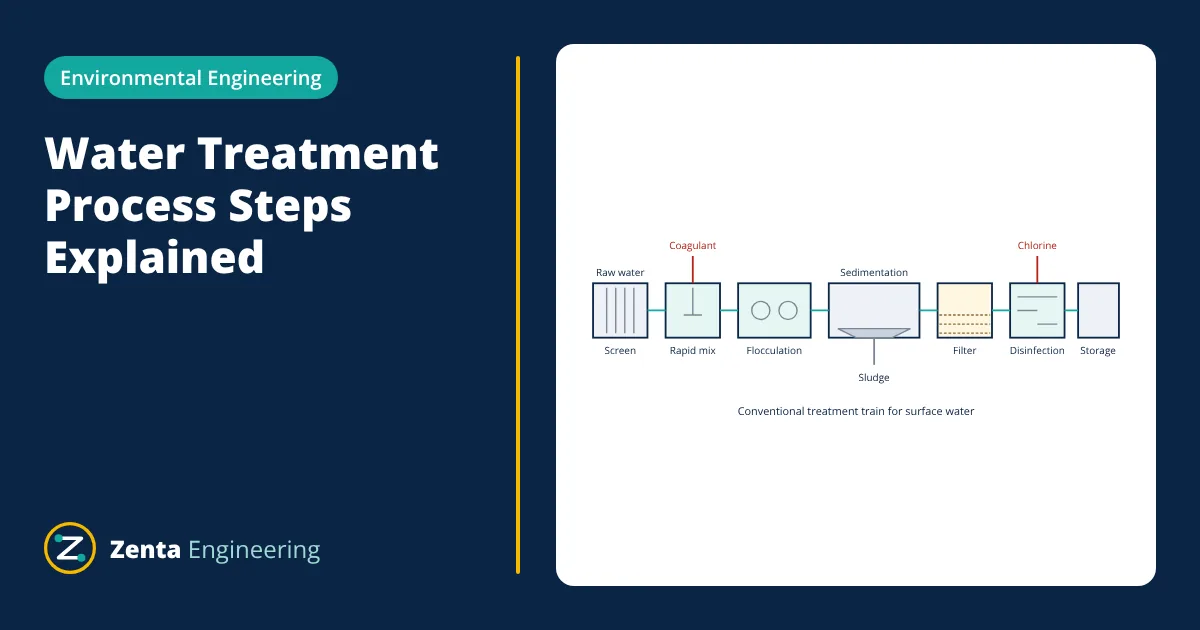 Environmental Engineering
Water Treatment
Process Steps
Explained
Zenta Engineering
Coagulant
Chlorine
Raw water
Sedimentation
Screen
Rapid mix
Flocculation
Filter
Disinfection
Storage
Sludge
Conventional treatment train for surface water